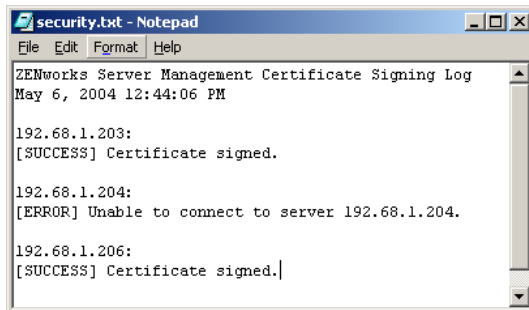 security.txt - Notepad
File Edit Format Help
ZENworks Server Management Certificate Signing Log
May 6, 2004 12:44:06 PM
192.68.1.203:
[SUCCESS] Certificate signed.
192.68.1.204:
[ERROR] Unable to connect to server 192.68.1.204.
192.68.1.206:
[SUCCESS] Certificate signed.